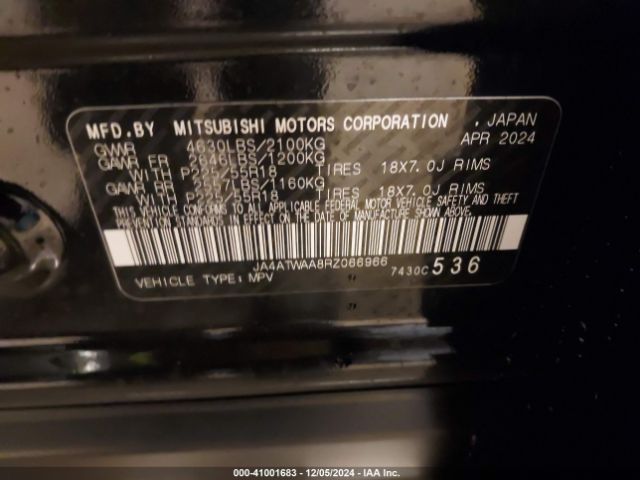 MFD.BY MITSUBISHI MOTORS CORPORATION , JAPAN
GVWR 4630LBS/2100KG APR 2024
GAWR FR 2646LBS/1200KG
WITH TIRES 18X7.0J RIMS
GAWR RR /1160KG
WITH TIRES 18X7.0J RIMS
THIS VEHICLE CONFORMS TO ALL APPLICABLE FEDERAL MOTOR VEHICLE SAFETY AND THEFT
PREVENTION STANDARDS IN EFFECT ON THE DATE OF MANUFACTURE SHOWN ABOVE.
JA4ATWAA8RZ066966 7430C 536
VEHICLE TYPE: MPV
000-41001683 - 12/05/2024 - IAA Inc.